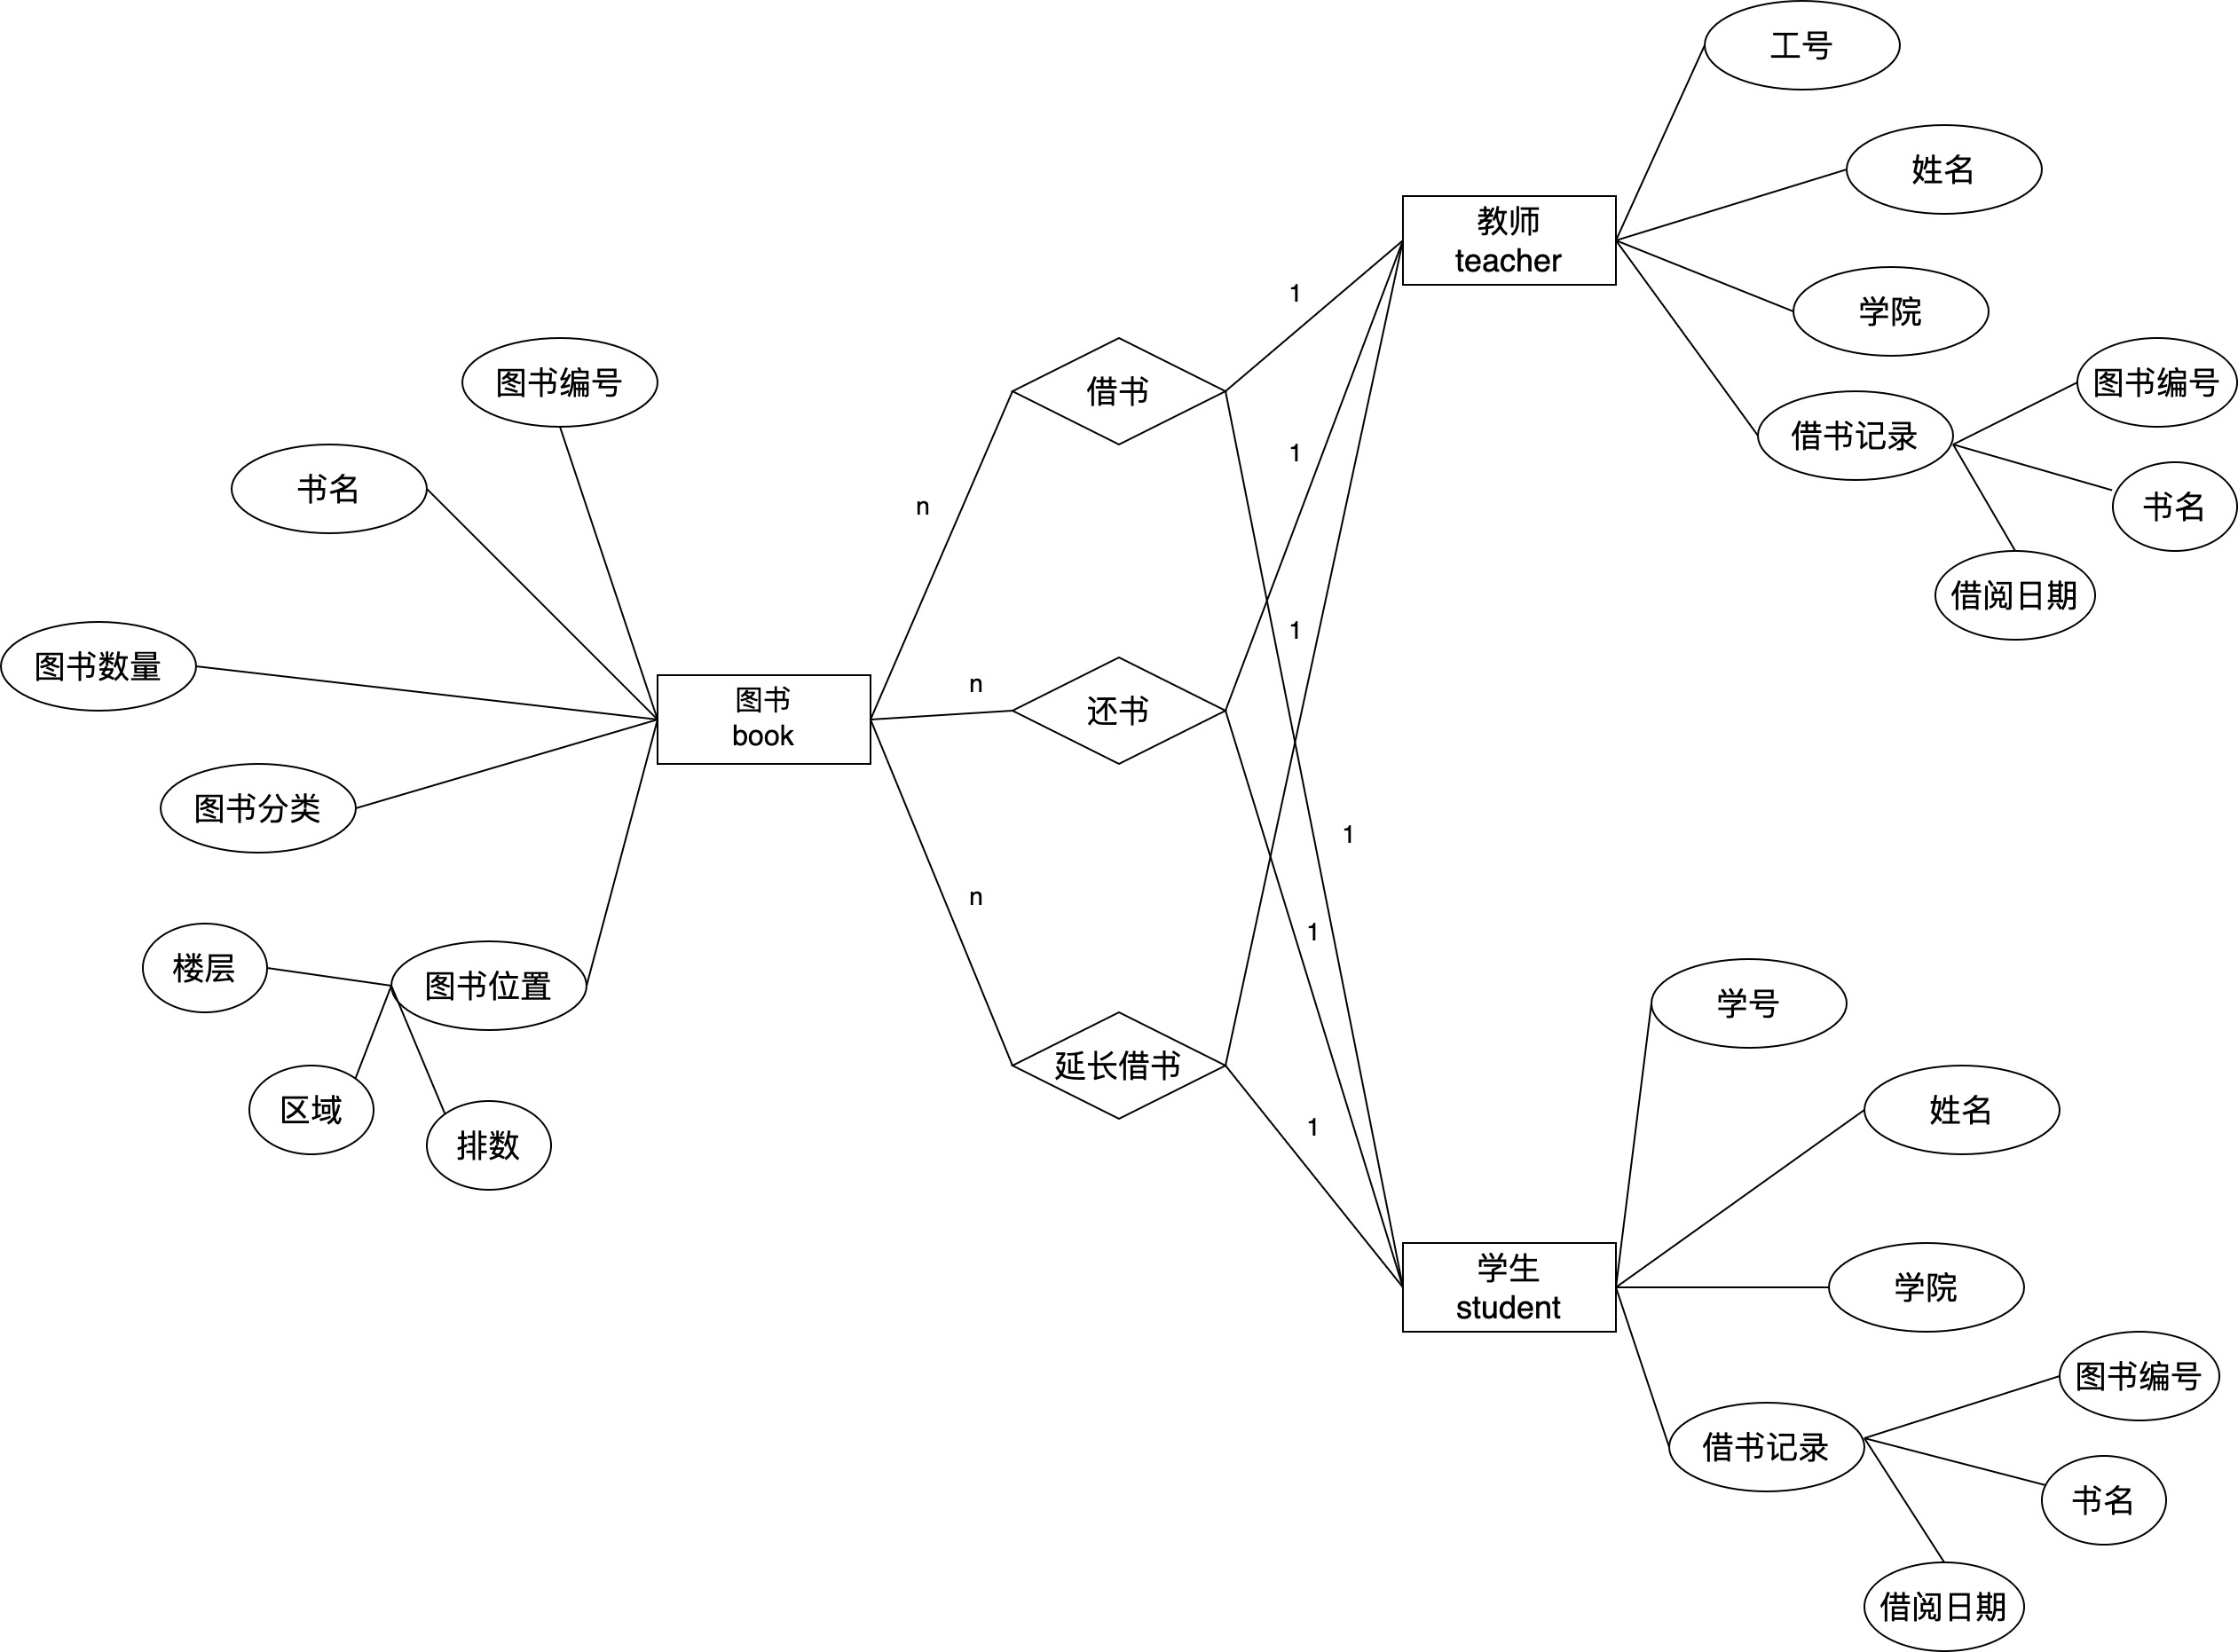 工号
姓名
教师
teacher
学院
借书记录
图书编号
书名
借阅日期
1
1
1
1
1
1
借书
还书
延长借书
n
n
n
图书编号
书名
图书数量
图书
book
图书分类
图书位置
楼层
区域
排数
学号
姓名
学生
student
学院
借书记录
图书编号
书名
借阅日期